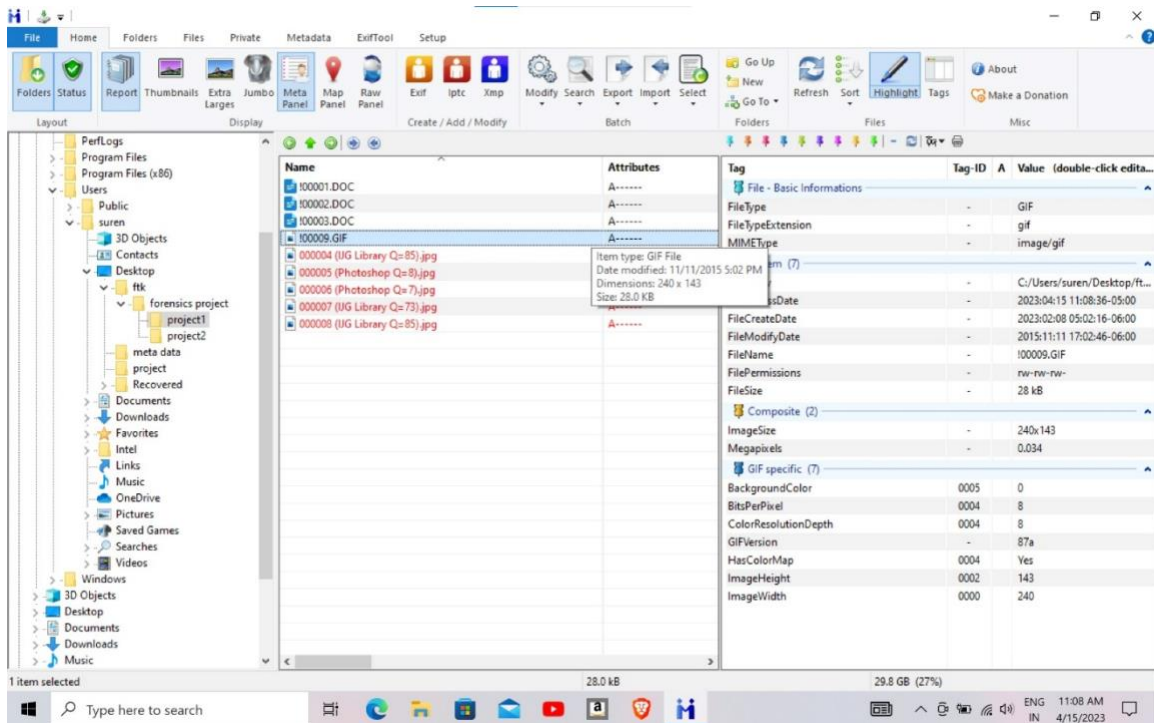 File Home Folders Files Private Metadata ExifTool Setup
Folders Status Report Thumbnails Extra Larges Jumbo Meta Panel Map Panel Raw Panel Exif Iptc Xmp Modify Search Export Import Select Go Up New Go To Refresh Sort Highlight Tags About Make a Donation
Layout Display Create / Add / Modify Batch Folders Files Misc
PerfLogs
Program Files
Program Files (x86)
Users
Public
suren
3D Objects
Contacts
Desktop
ftk
forensics project
project1
project2
meta data
project
Recovered
Documents
Downloads
Favorites
Intel
Links
Music
OneDrive
Pictures
Saved Games
Searches
Videos
Windows
3D Objects
Desktop
Documents
Downloads
Music
Name Attributes
!00001.DOC A------
!00002.DOC A------
!00003.DOC A------
!00009.GIF A------
000004 (IJG Library Q=85).jpg
000005 (Photoshop Q=8).jpg
000006 (Photoshop Q=7).jpg
000007 (IJG Library Q=73).jpg A------
000008 (IJG Library Q=85).jpg A------
Item type: GIF File
Date modified: 11/11/2015 5:02 PM
Dimensions: 240 x 143
Size: 28.0 KB
Tag Tag-ID A Value (double-click edita...
File - Basic Informations
FileType - GIF
FileTypeExtension - gif
MIMEType - image/gif
em (7)
C:/Users/suren/Desktop/ft...
ssDate - 2023:04:15 11:08:36-05:00
FileCreateDate - 2023:02:08 05:02:16-06:00
FileModifyDate - 2015:11:11 17:02:46-06:00
FileName - !00009.GIF
FilePermissions - rw-rw-rw-
FileSize - 28 kB
Composite (2)
ImageSize - 240x143
Megapixels - 0.034
GIF specific (7)
BackgroundColor 0005 0
BitsPerPixel 0004 8
ColorResolutionDepth 0004 8
GIFVersion - 87a
HasColorMap 0004 Yes
ImageHeight 0002 143
ImageWidth 0000 240
1 item selected 28.0 kB 29.8 GB (27%)
Type here to search a ENG 11:08 AM
IN 4/15/2023